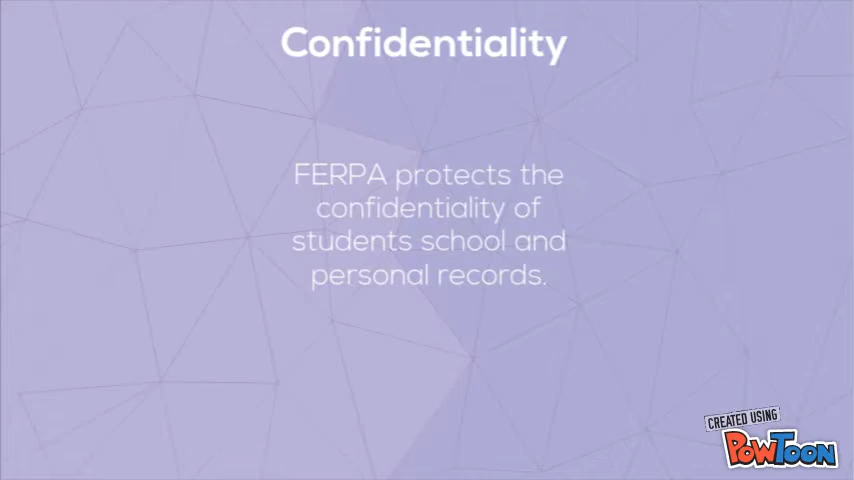 Confidentiality
FERPA protects the
confidentiality of
students school and
personal records.
CREATED USING
POWTOON